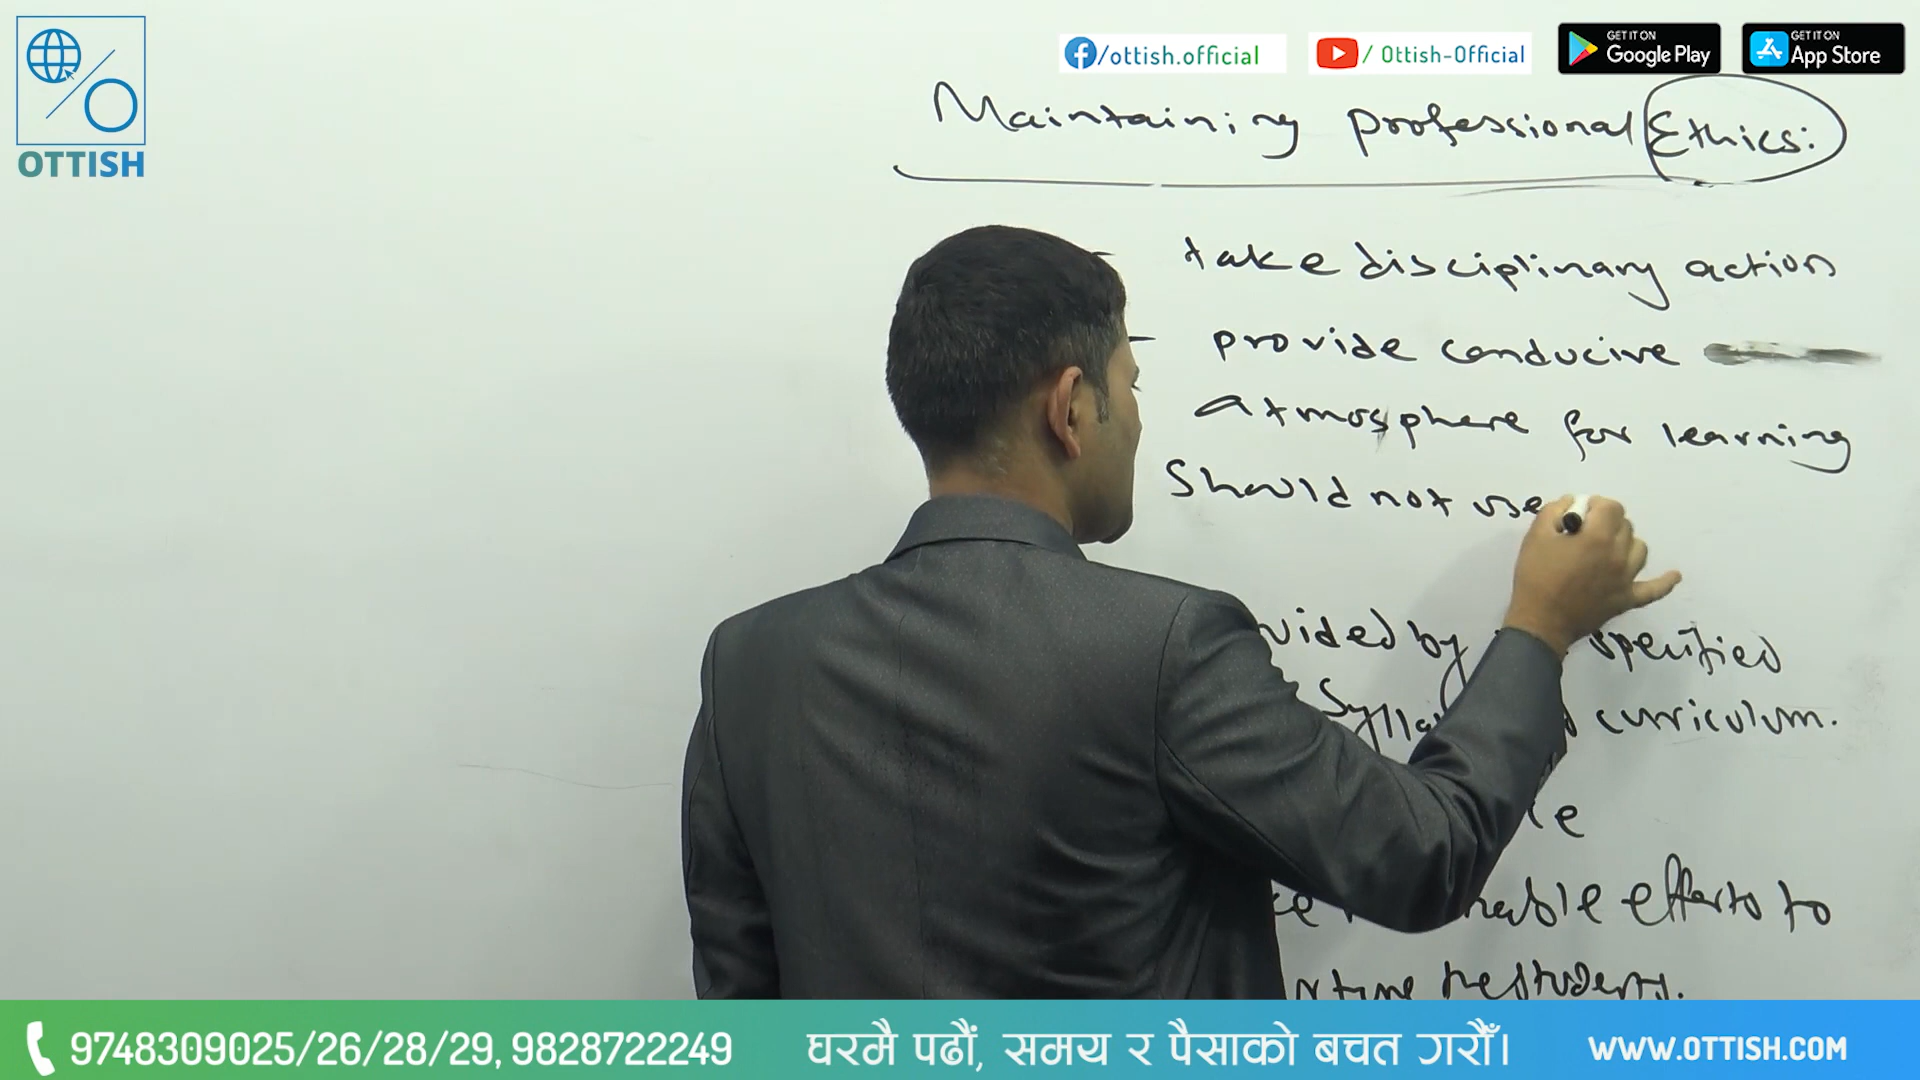 OTTISH
/ottish.official
/ Ottish-Official
GET IT ON
Google Play
GET IT ON
App Store
Maintaining professional Ethics:
- take disciplinary action
- provide conducive
atmosphere for learning
Should not use
by specified
curriculum.
efforts to
the students.
9748309025/26/28/29, 9828722249
घरमै पढौं, समय र पैसाको बचत गरौँ।
WWW.OTTISH.COM